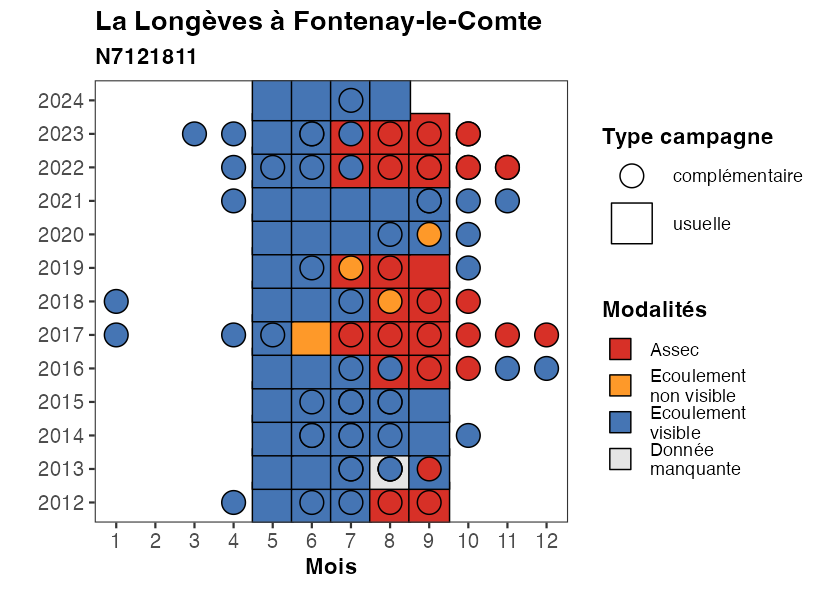 La Longèves à Fontenay-le-Comte
N7121811
2024
2023
2022
2021
2020
2019
2018
2017
2016
2015
2014
2013
2012
1 2 3 4 5 6 7 8 9 10 11 12
Mois
Type campagne
complémentaire
usuelle
Modalités
Assec
Ecoulement
non visible
Ecoulement
visible
Donnée
manquante